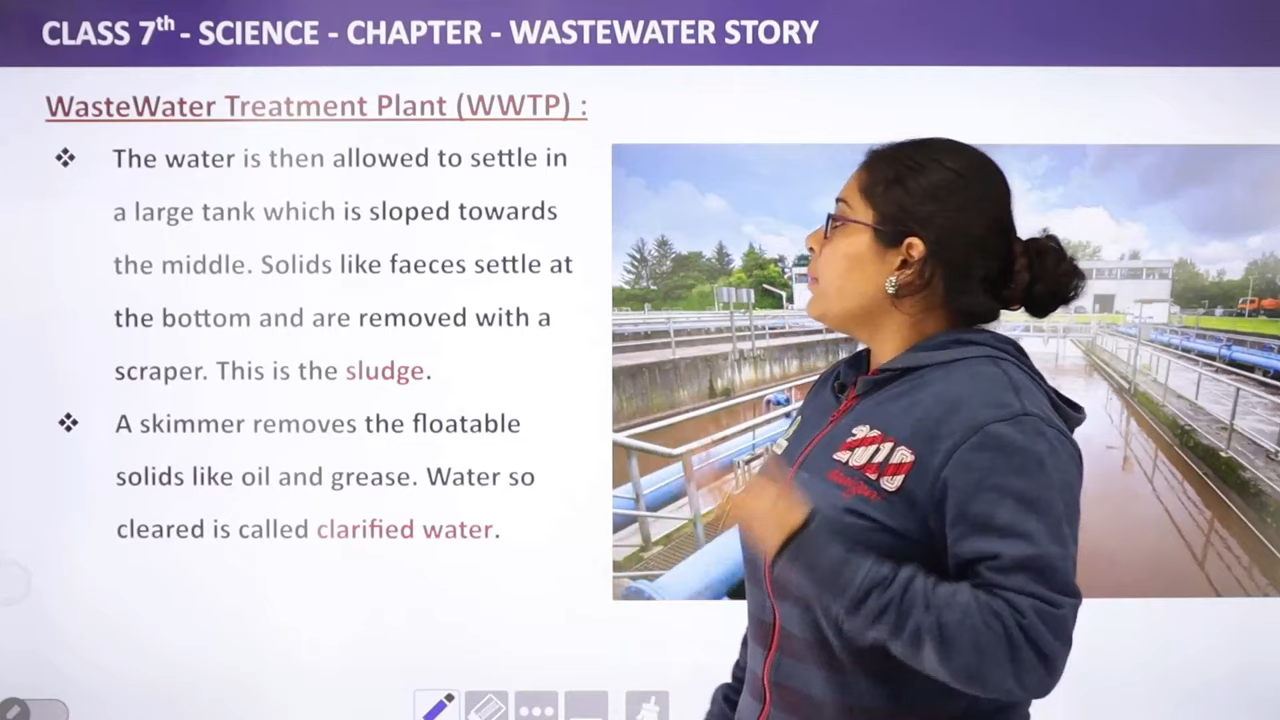 CLASS 7th - SCIENCE - CHAPTER - WASTEWATER STORY
WasteWater Treatment Plant (WWTP) :
❖ The water is then allowed to settle in
a large tank which is sloped towards
the middle. Solids like faeces settle at
the bottom and are removed with a
scraper. This is the sludge.
❖ A skimmer removes the floatable
solids like oil and grease. Water so
cleared is called clarified water.
2010